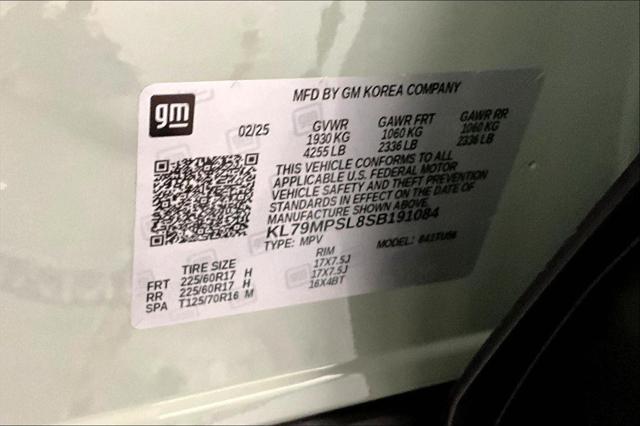 MFD BY GM KOREA COMPANY
gm
02/25 GVWR GAWR FRT GAWR RR
1930 KG 1060 KG 1060 KG
4255 LB 2336 LB 2336 LB
THIS VEHICLE CONFORMS TO ALL
APPLICABLE U.S. FEDERAL MOTOR
VEHICLE SAFETY AND THEFT PREVENTION
STANDARDS IN EFFECT ON THE DATE OF
MANUFACTURE SHOWN ABOVE.
KL79MPSL8SB191084
TYPE: MPV MODEL:
TIRE SIZE RIM
FRT 225/60R17 H 17X7.5J
RR 225/60R17 H 17X7.5J
SPA T125/70R16 M 16X4BT